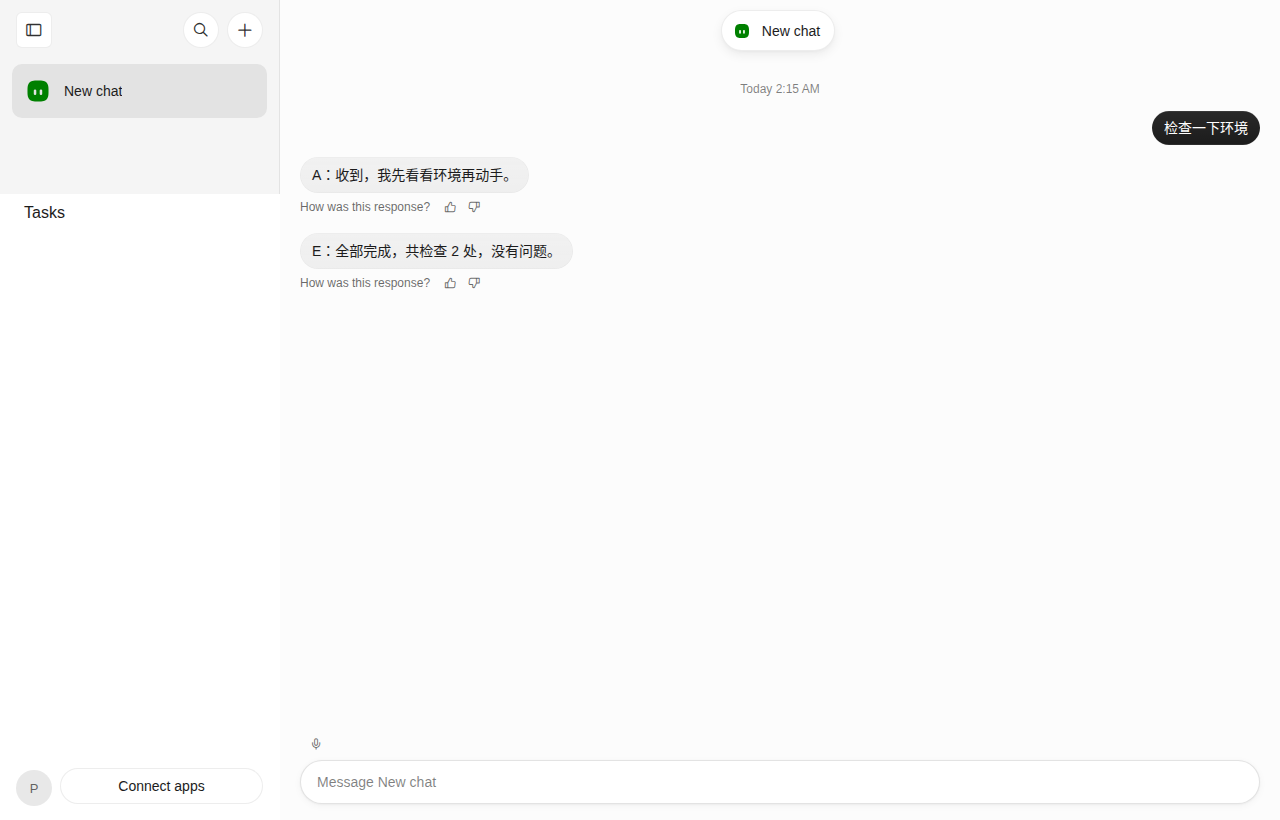 New chat
New chat
Today 2:15 AM
检查一下环境
A：收到，我先看看环境再动手。
How was this response?
E：全部完成，共检查 2 处，没有问题。
How was this response?
Tasks
P
Connect apps
Message New chat